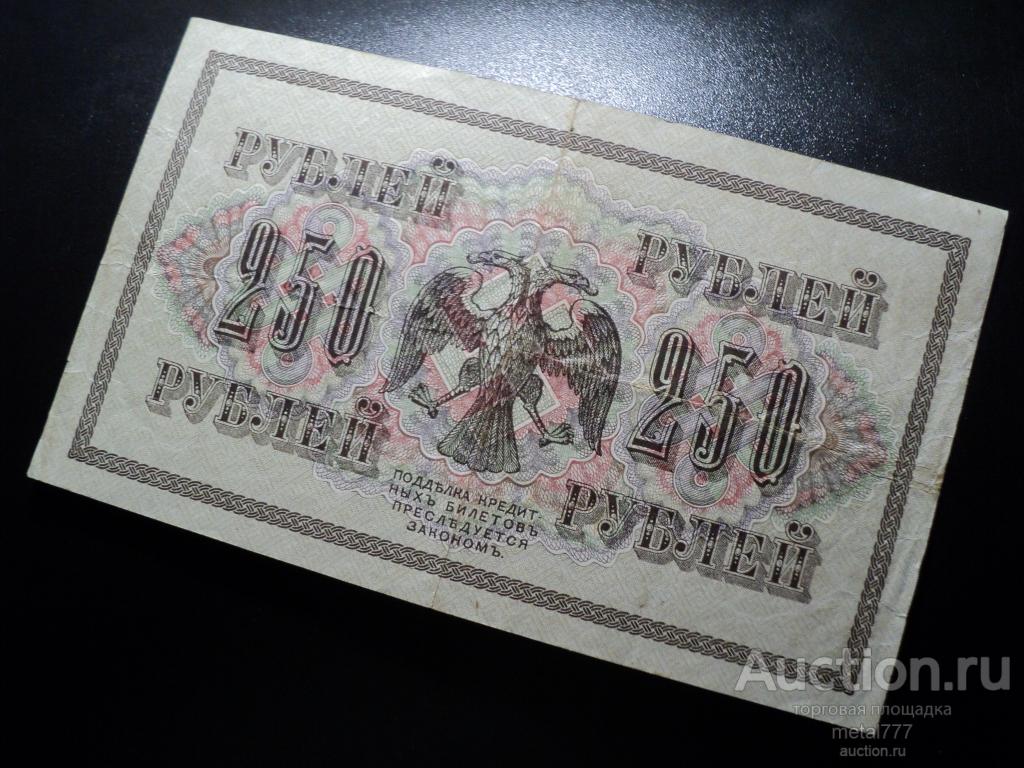 РУБЛЕЙ
250
РУБЛЕЙ
РУБЛЕЙ
250
РУБЛЕЙ
ПОДДѢЛКА КРЕДИТ-
НЫХЪ БИЛЕТОВЪ
ПРЕСЛѢДУЕТСЯ
ЗАКОНОМЪ.
Auction.ru
торговая площадка
metal777
auction.ru